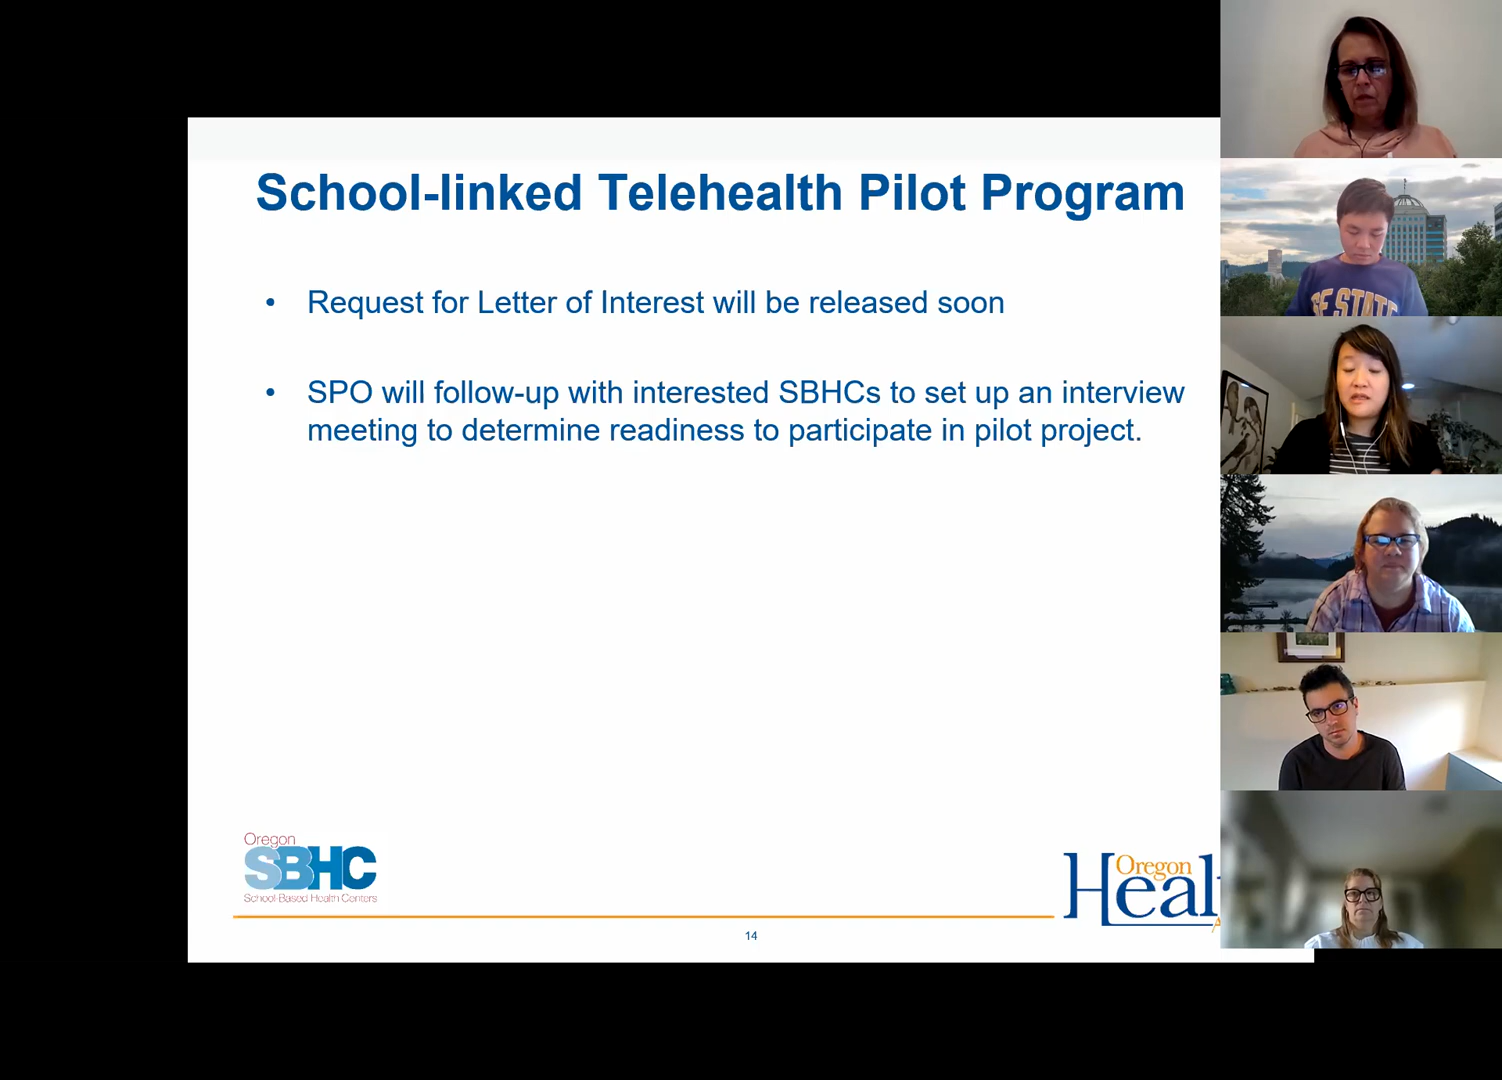 School-linked Telehealth Pilot Program
• Request for Letter of Interest will be released soon
• SPO will follow-up with interested SBHCs to set up an interview
meeting to determine readiness to participate in pilot project.
Oregon
SBHC
School-Based Health Centers
Oregon
Heal
14
STATE